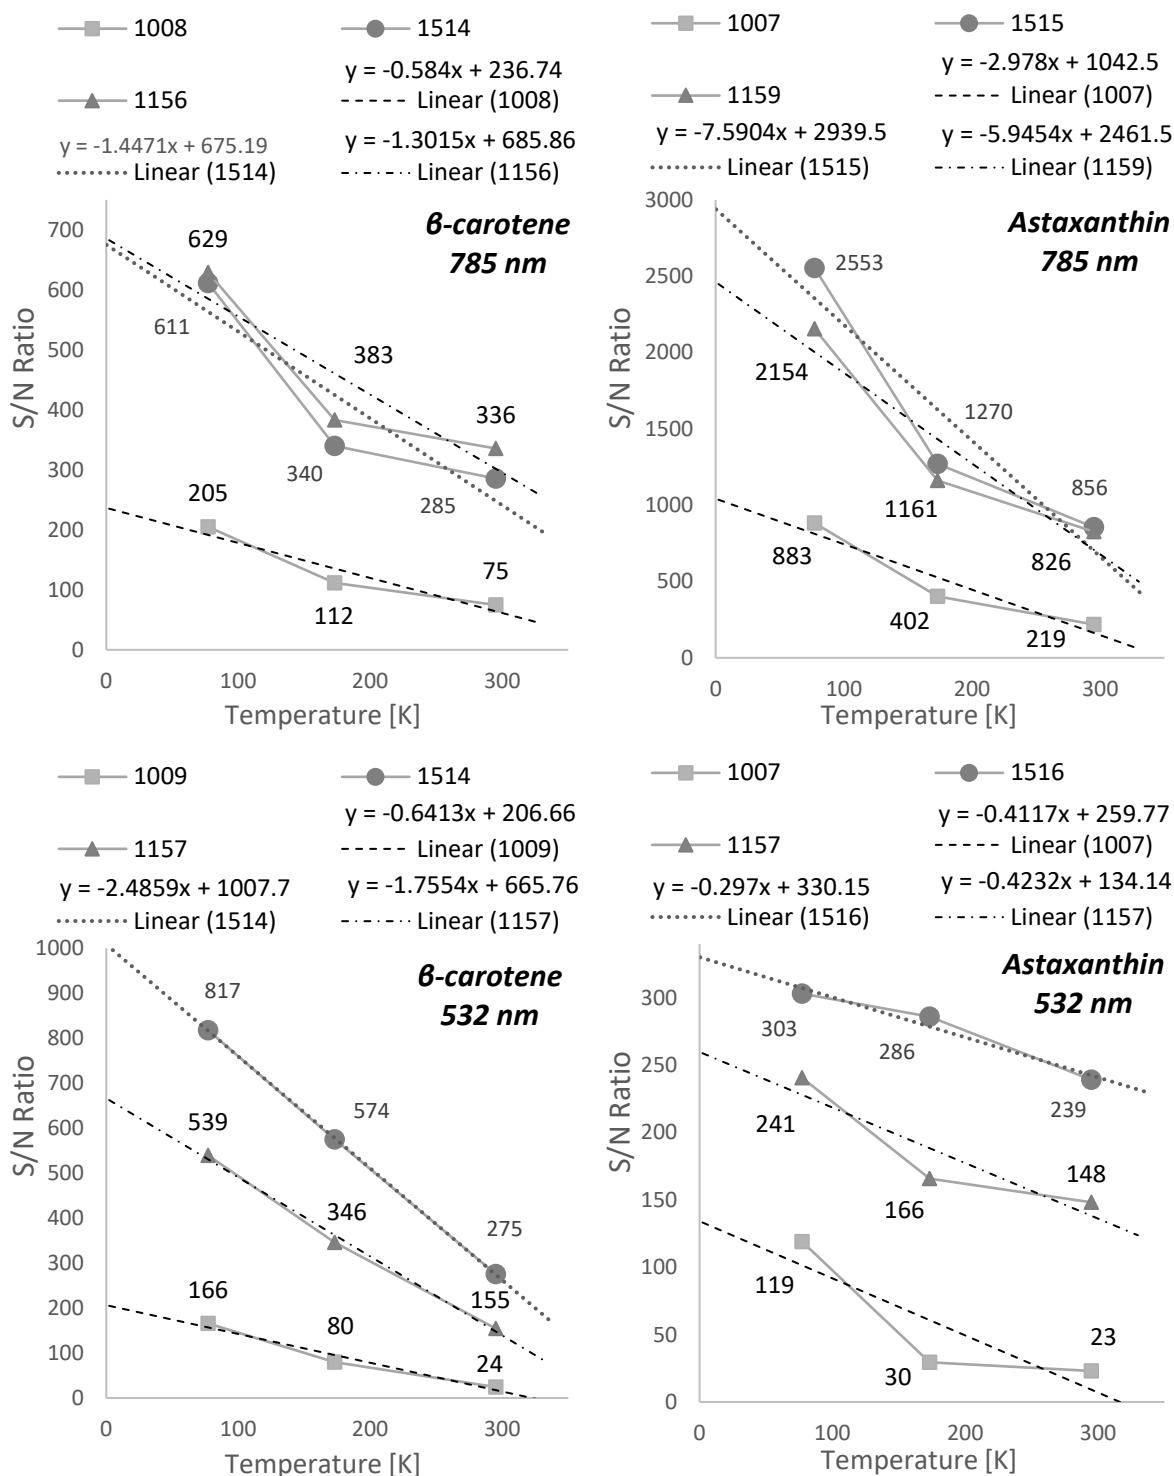 1008
1514
y = -0.584x + 236.74
1156
Linear (1008)
y = -1.4471x + 675.19
y = -1.3015x + 685.86
Linear (1514)
Linear (1156)
β-carotene
785 nm
S/N Ratio
700
600
500
400
300
200
100
0
629
611
383
340
336
285
205
112
75
0
100
200
300
Temperature [K]
1007
1515
y = -2.978x + 1042.5
1159
Linear (1007)
y = -7.5904x + 2939.5
y = -5.9454x + 2461.5
Linear (1515)
Linear (1159)
Astaxanthin
785 nm
S/N Ratio
3000
2500
2000
1500
1000
500
0
2553
2154
1270
1161
856
826
883
402
219
0
100
200
300
Temperature [K]
1009
1514
y = -0.6413x + 206.66
1157
Linear (1009)
y = -2.4859x + 1007.7
y = -1.7554x + 665.76
Linear (1514)
Linear (1157)
β-carotene
532 nm
S/N Ratio
1000
900
800
700
600
500
400
300
200
100
0
817
574
539
346
275
155
166
80
24
0
100
200
300
Temperature [K]
1007
1516
y = -0.4117x + 259.77
1157
Linear (1007)
y = -0.297x + 330.15
y = -0.4232x + 134.14
Linear (1516)
Linear (1157)
Astaxanthin
532 nm
S/N Ratio
300
250
200
150
100
50
0
303
286
239
241
166
148
119
30
23
0
100
200
300
Temperature [K]